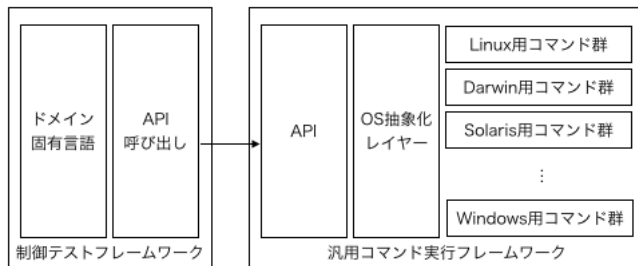 ドメイン
固有言語
API
呼び出し
制御テストフレームワーク
API
OS抽象化
レイヤー
Linux用コマンド群
Darwin用コマンド群
Solaris用コマンド群
⋮
Windows用コマンド群
汎用コマンド実行フレームワーク